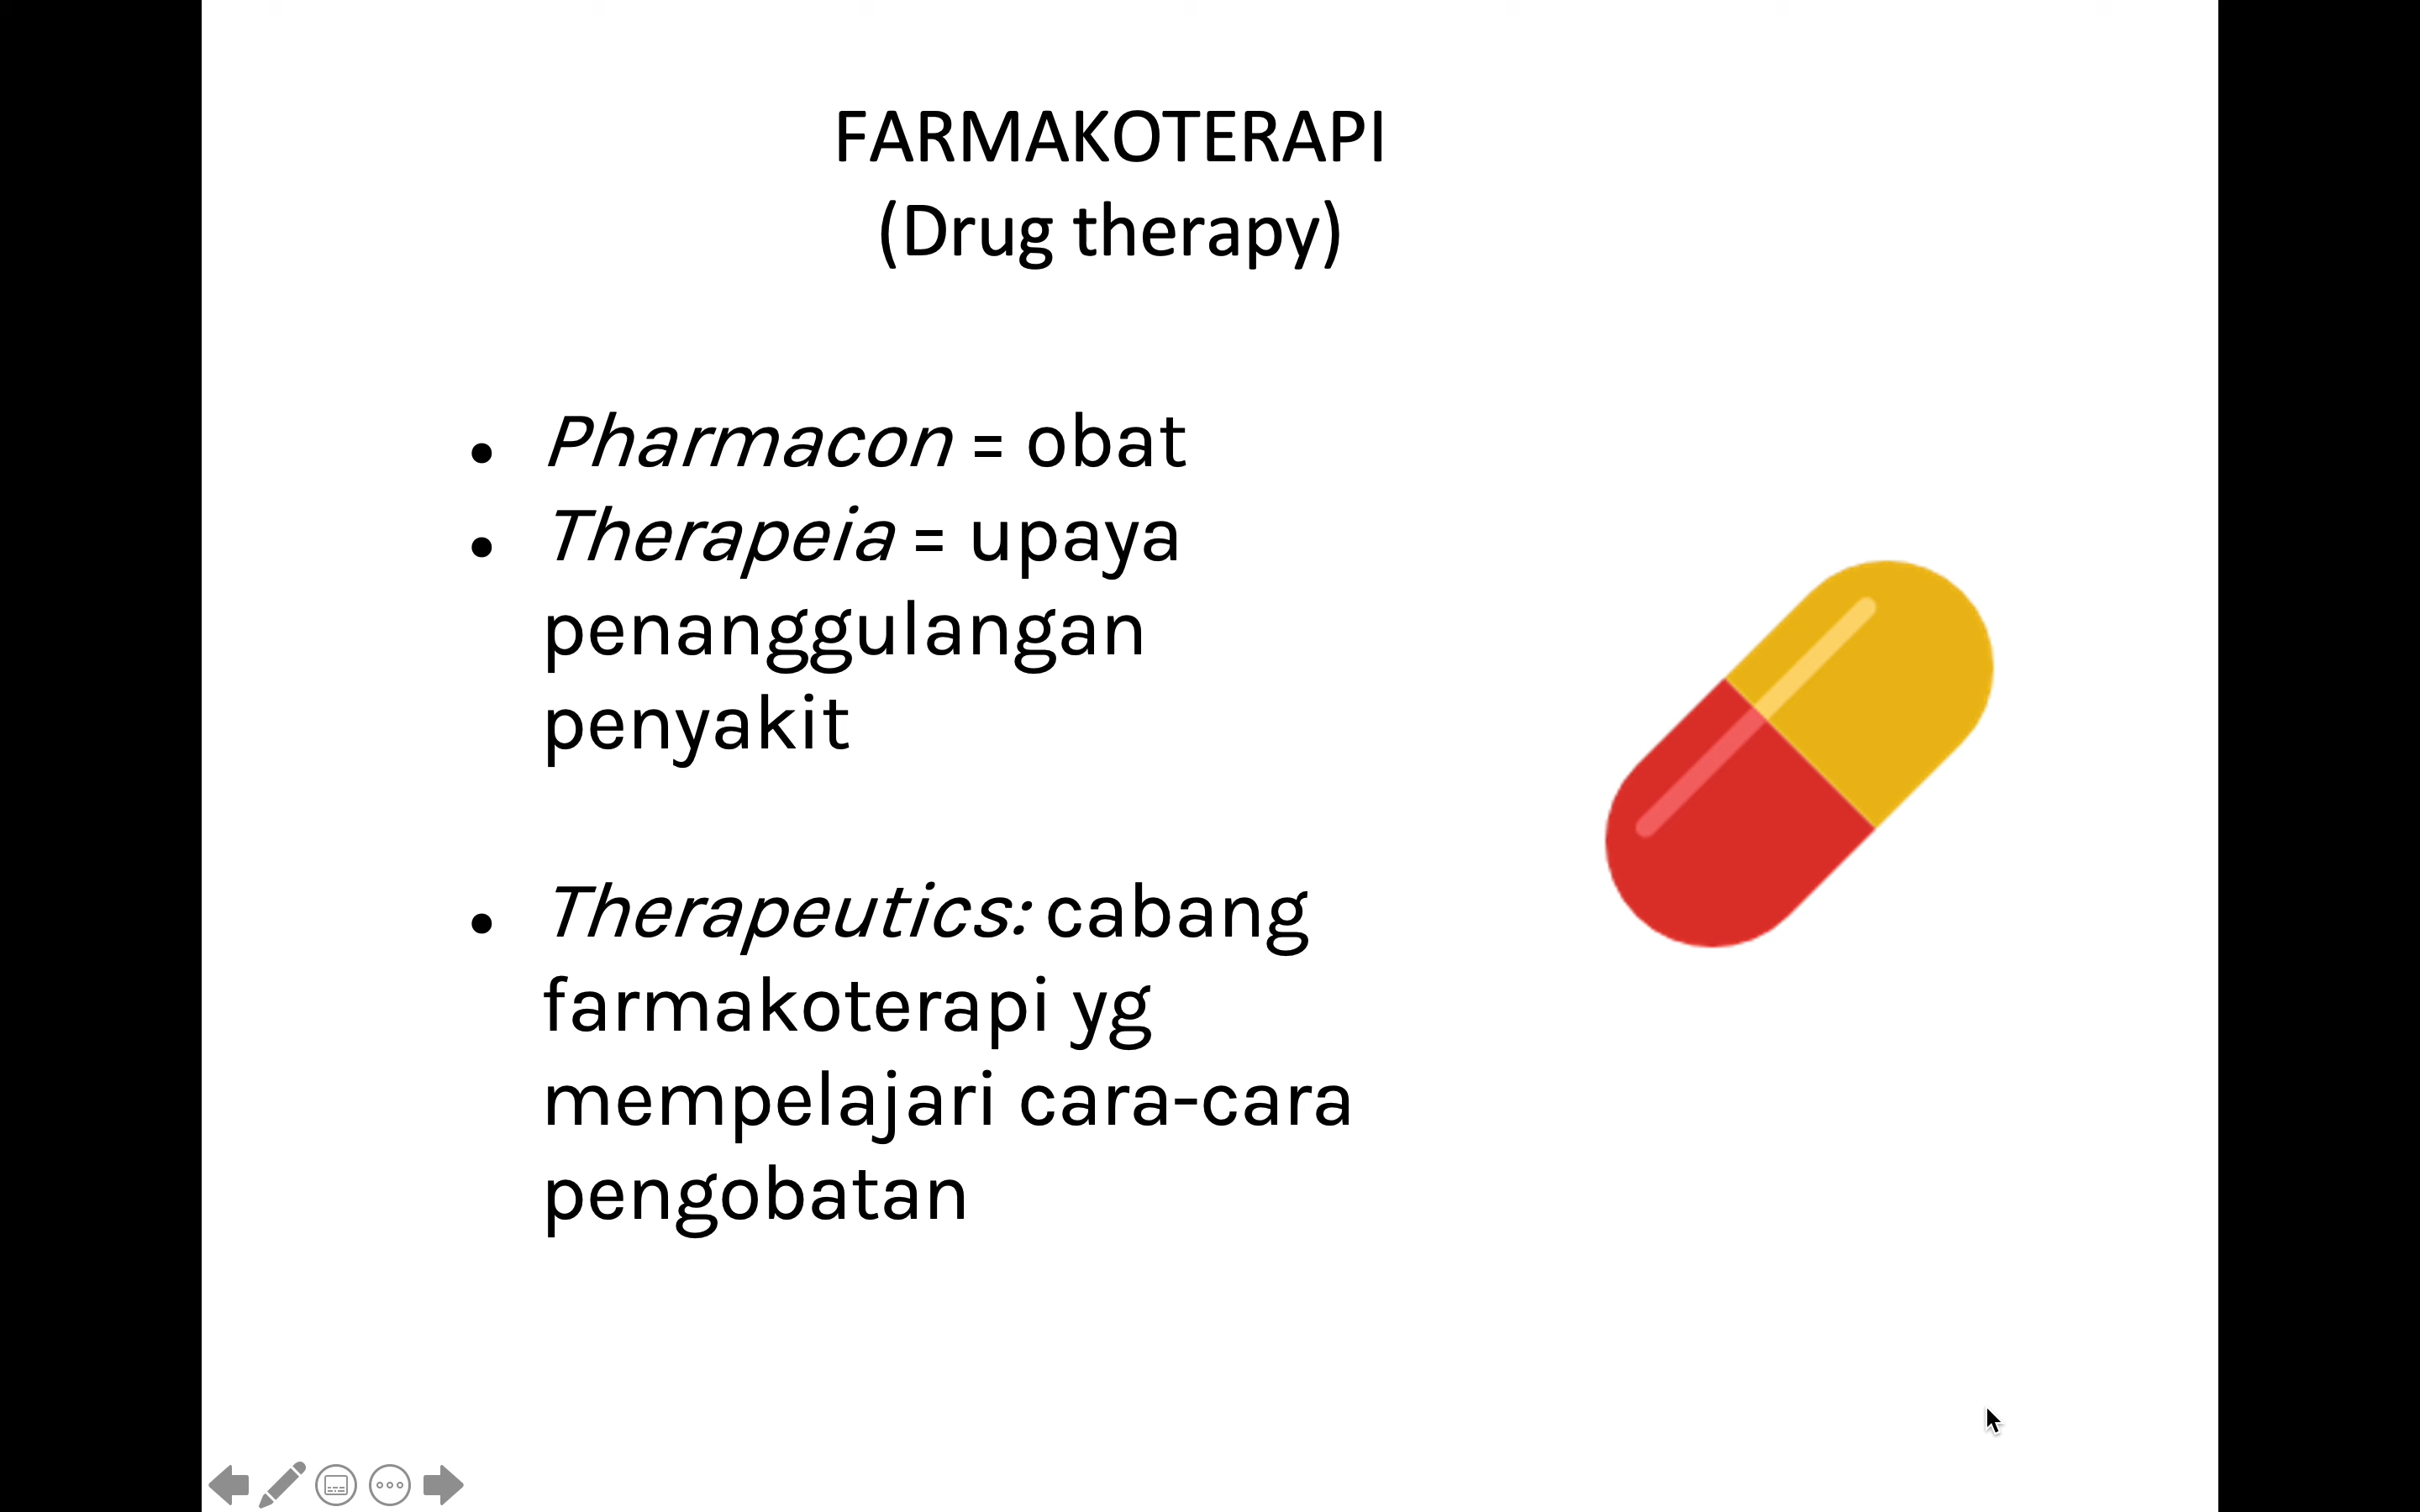 FARMAKOTERAPI
(Drug therapy)
• Pharmacon = obat
• Therapeia = upaya
penanggulangan
penyakit
• Therapeutics: cabang
farmakoterapi yg
mempelajari cara-cara
pengobatan